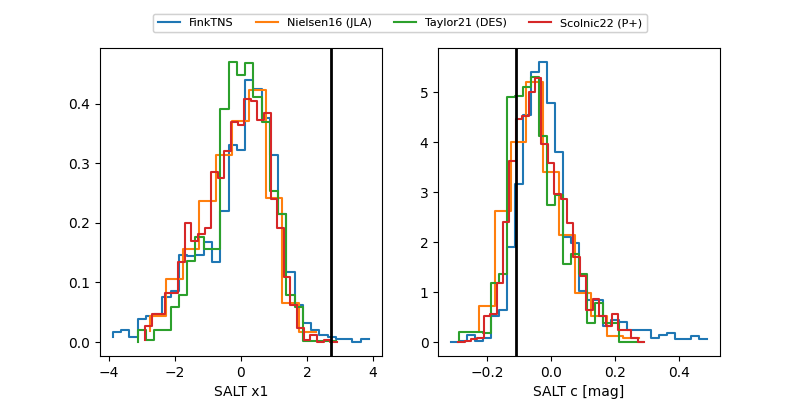 FinkTNS Nielsen16 (JLA) Taylor21 (DES) Scolnic22 (P+)
0.4
0.3
0.2
0.1
0.0
−4 −2 0 2 4
SALT x1
5
4
3
2
1
0
−0.2 0.0 0.2 0.4
SALT c [mag]